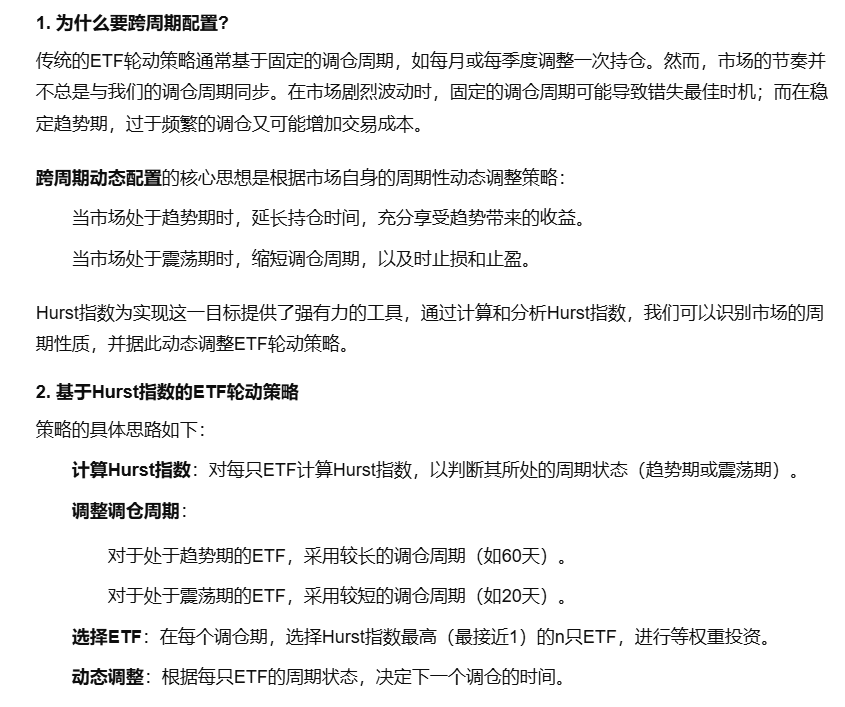 1. 为什么要跨周期配置?
传统的ETF轮动策略通常基于固定的调仓周期，如每月或每季度调整一次持仓。然而，市场的节奏并
不总是与我们的调仓周期同步。在市场剧烈波动时，固定的调仓周期可能导致错失最佳时机；而在稳
定趋势期，过于频繁的调仓又可能增加交易成本。
跨周期动态配置的核心思想是根据市场自身的周期性动态调整策略：
当市场处于趋势期时，延长持仓时间，充分享受趋势带来的收益。
当市场处于震荡期时，缩短调仓周期，以及时止损和止盈。
Hurst指数为实现这一目标提供了强有力的工具，通过计算和分析Hurst指数，我们可以识别市场的周
期性质，并据此动态调整ETF轮动策略。
2. 基于Hurst指数的ETF轮动策略
策略的具体思路如下：
计算Hurst指数：对每只ETF计算Hurst指数，以判断其所处的周期状态（趋势期或震荡期）。
调整调仓周期：
对于处于趋势期的ETF，采用较长的调仓周期（如60天）。
对于处于震荡期的ETF，采用较短的调仓周期（如20天）。
选择ETF：在每个调仓期，选择Hurst指数最高（最接近1）的n只ETF，进行等权重投资。
动态调整：根据每只ETF的周期状态，决定下一个调仓的时间。